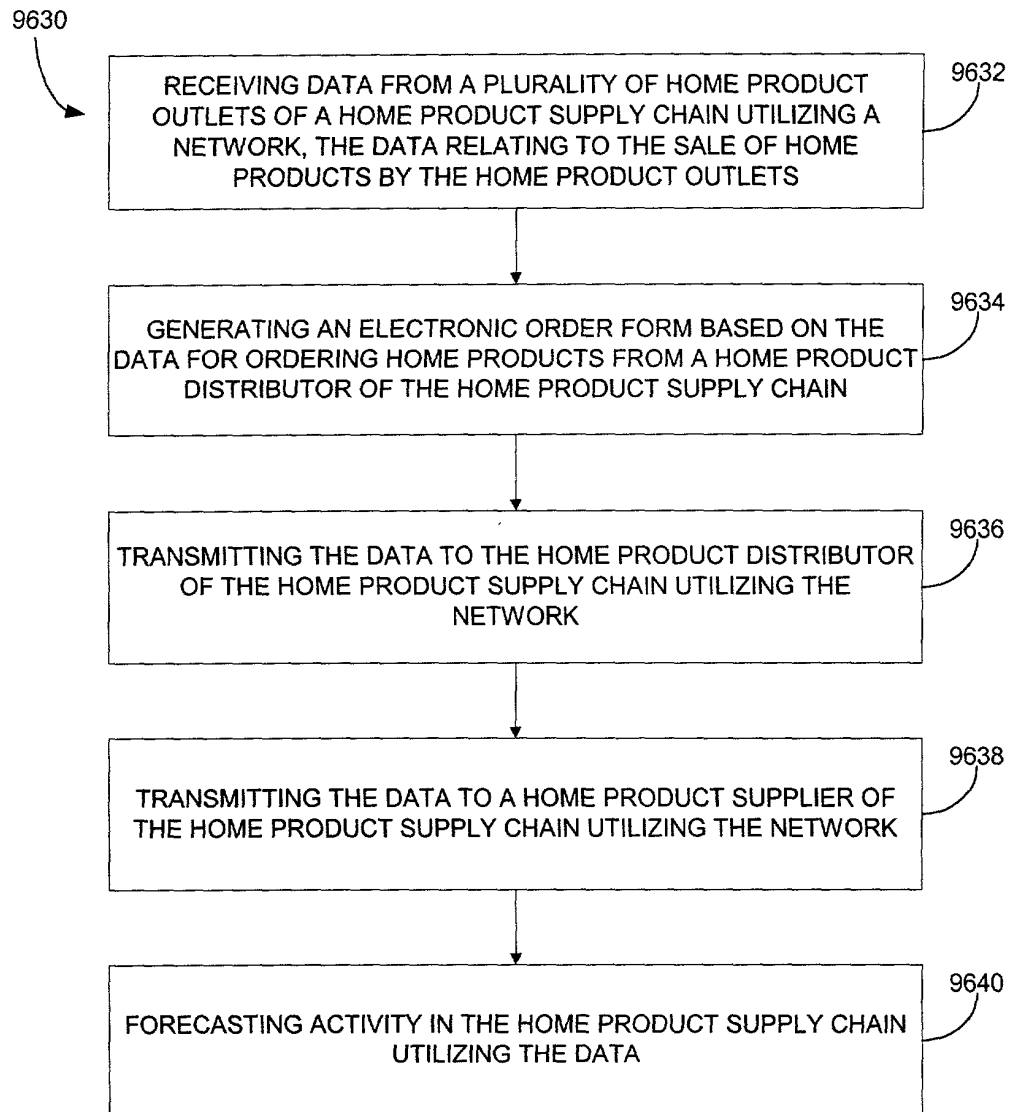 9630
RECEIVING DATA FROM A PLURALITY OF HOME PRODUCT
OUTLETS OF A HOME PRODUCT SUPPLY CHAIN UTILIZING A
NETWORK, THE DATA RELATING TO THE SALE OF HOME
PRODUCTS BY THE HOME PRODUCT OUTLETS
9632
GENERATING AN ELECTRONIC ORDER FORM BASED ON THE
DATA FOR ORDERING HOME PRODUCTS FROM A HOME PRODUCT
DISTRIBUTOR OF THE HOME PRODUCT SUPPLY CHAIN
9634
TRANSMITTING THE DATA TO THE HOME PRODUCT DISTRIBUTOR
OF THE HOME PRODUCT SUPPLY CHAIN UTILIZING THE
NETWORK
9636
TRANSMITTING THE DATA TO A HOME PRODUCT SUPPLIER OF
THE HOME PRODUCT SUPPLY CHAIN UTILIZING THE NETWORK
9638
FORECASTING ACTIVITY IN THE HOME PRODUCT SUPPLY CHAIN
UTILIZING THE DATA
9640